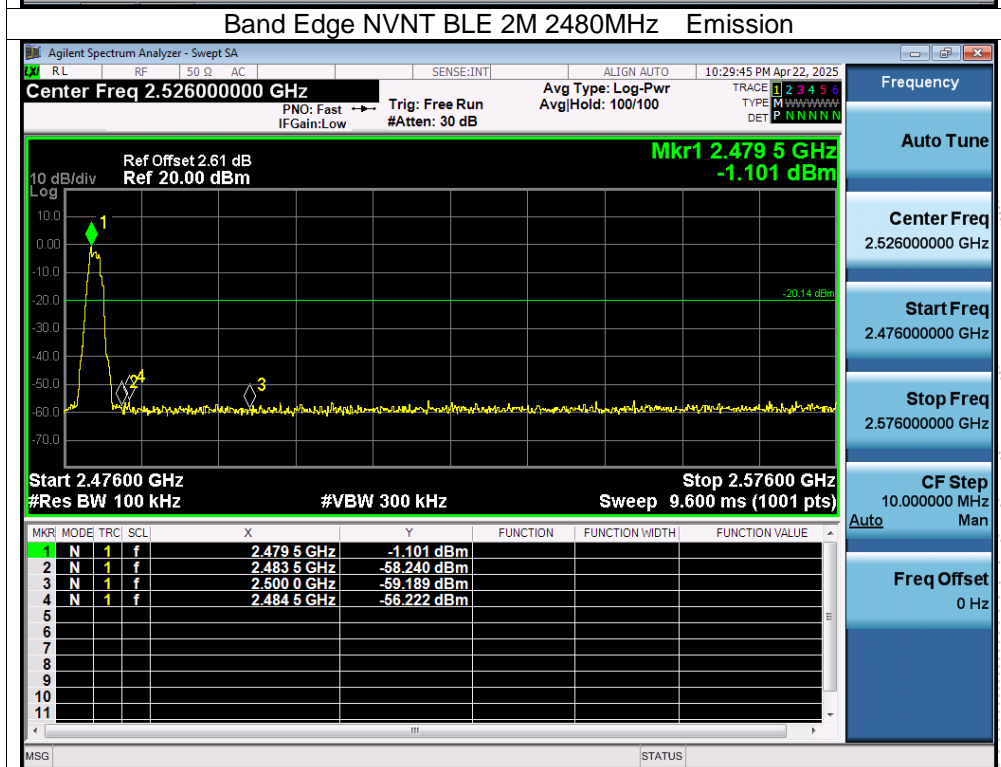 Band Edge NVNT BLE 2M 2480MHz Emission
Agilent Spectrum Analyzer - Swept SA
LXI RL RF 50 Ω AC SENSE:INT ALIGN AUTO 10:29:45 PM Apr 22, 2025
Center Freq 2.526000000 GHz
PNO: Fast
IFGain:Low
Trig: Free Run
#Atten: 30 dB
Avg Type: Log-Pwr
Avg|Hold: 100/100
TRACE 1 2 3 4 5 6
TYPE M WWWWW
DET P N N N N N
Frequency
Auto Tune
Center Freq
2.526000000 GHz
Start Freq
2.476000000 GHz
Stop Freq
2.576000000 GHz
CF Step
10.000000 MHz
Auto Man
Freq Offset
0 Hz
Mkr1 2.479 5 GHz
-1.101 dBm
Ref Offset 2.61 dB
10 dB/div Ref 20.00 dBm
Log
10.0
0.00
-10.0
-20.0
-30.0
-40.0
-50.0
-60.0
-70.0
1
-20.14 dBm
2
4
3
Start 2.47600 GHz Stop 2.57600 GHz
#Res BW 100 kHz #VBW 300 kHz Sweep 9.600 ms (1001 pts)
MKR MODE TRC SCL X Y FUNCTION FUNCTION WIDTH FUNCTION VALUE
1 N 1 f 2.479 5 GHz -1.101 dBm
2 N 1 f 2.483 5 GHz -58.240 dBm
3 N 1 f 2.500 0 GHz -59.189 dBm
4 N 1 f 2.484 5 GHz -56.222 dBm
5
6
7
8
9
10
11
MSG STATUS